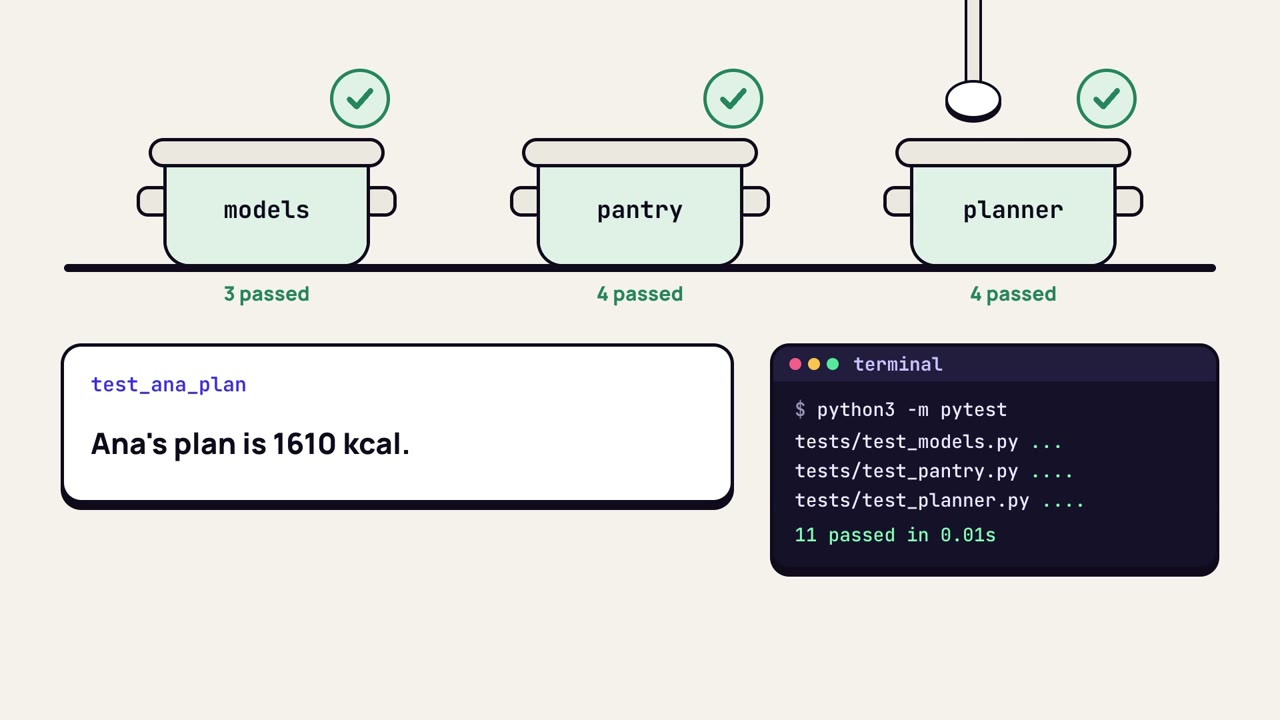 models
pantry
planner
3 passed
4 passed
4 passed
test_ana_plan
Ana's plan is 1610 kcal.
terminal
$ python3 -m pytest
tests/test_models.py ...
tests/test_pantry.py ....
tests/test_planner.py ....
11 passed in 0.01s